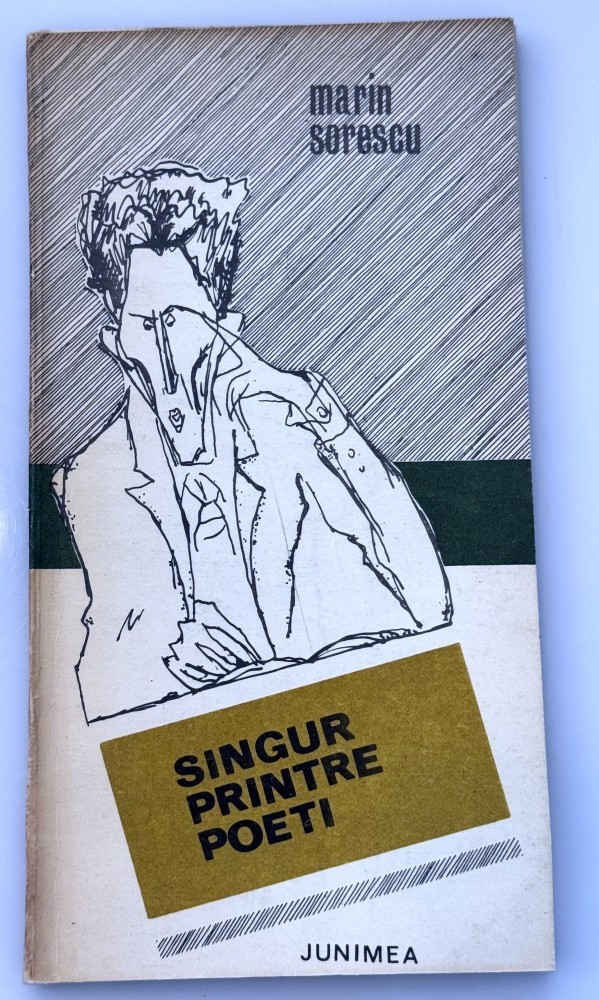 marin
sorescu
SINGUR
PRINTRE
POETI
JUNIMEA